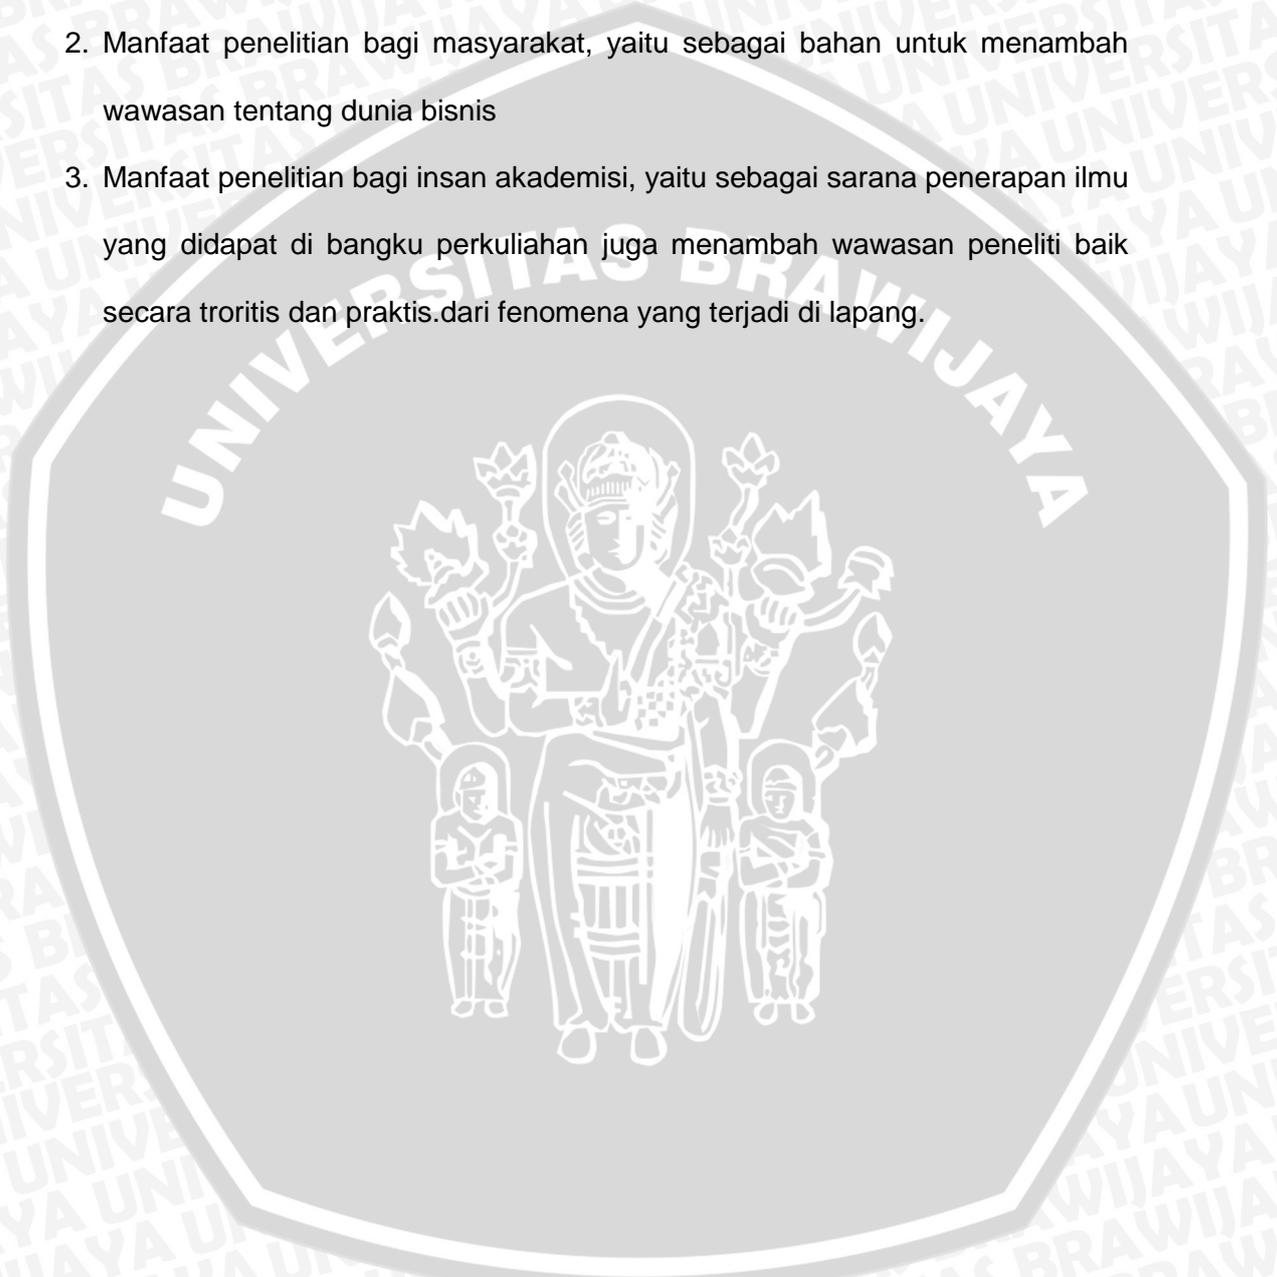 2. Manfaat penelitian bagi masyarakat, yaitu sebagai bahan untuk menambah
wawasan tentang dunia bisnis
3. Manfaat penelitian bagi insan akademisi, yaitu sebagai sarana penerapan ilmu
yang didapat di bangku perkuliahan juga menambah wawasan peneliti baik
secara troritis dan praktis.dari fenomena yang terjadi di lapang.
UNIVERSITAS BRAWIJAYA